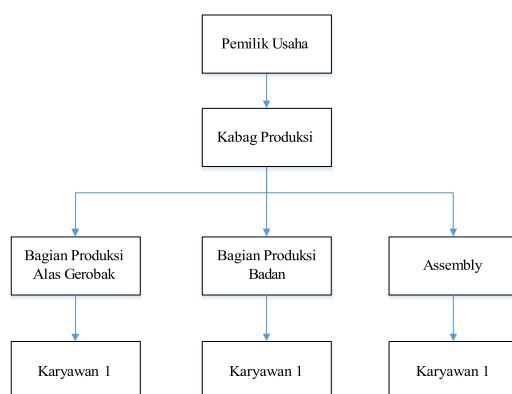 Pemilik Usaha
Kabag Produksi
Bagian Produksi
Alas Gerobak
Bagian Produksi
Badan
Assembly
Karyawan 1
Karyawan 1
Karyawan 1